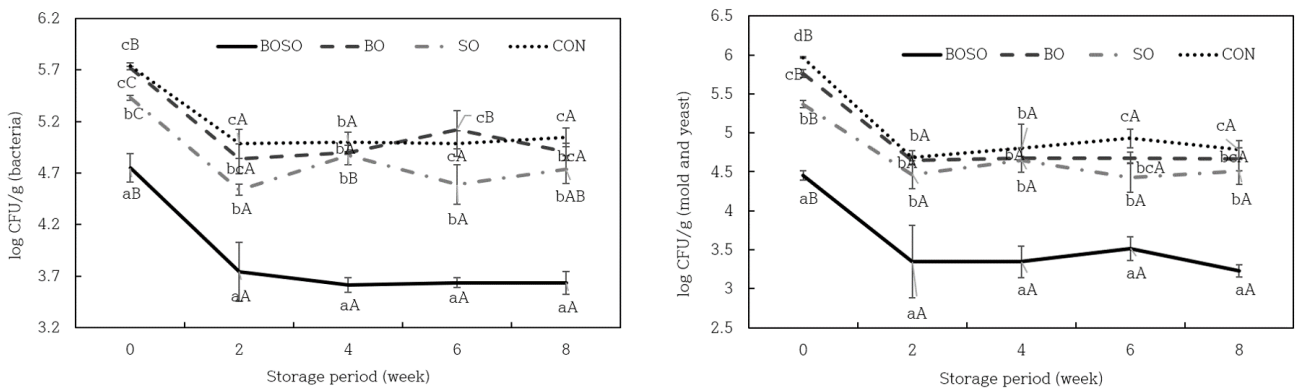 6.2
5.7
5.2
4.7
4.2
3.7
3.2
log CFU/g (bacteria)
BOSO BO SO CON
cB
cC
bC
aB
cA
bcA
bA
aA
bA
bA
bB
aA
cB
cA
bA
aA
cA
bcA
bAB
aA
0 2 4 6 8
Storage period (week)
6.5
6
5.5
5
4.5
4
3.5
3
2.5
log CFU/g (mold and yeast)
BOSO BO SO CON
dB
cB
bB
aB
bA
bA
bA
aA
bA
bA
bA
aA
cA
bcA
bA
aA
cA
bcA
bA
aA
0 2 4 6 8
Storage period (week)